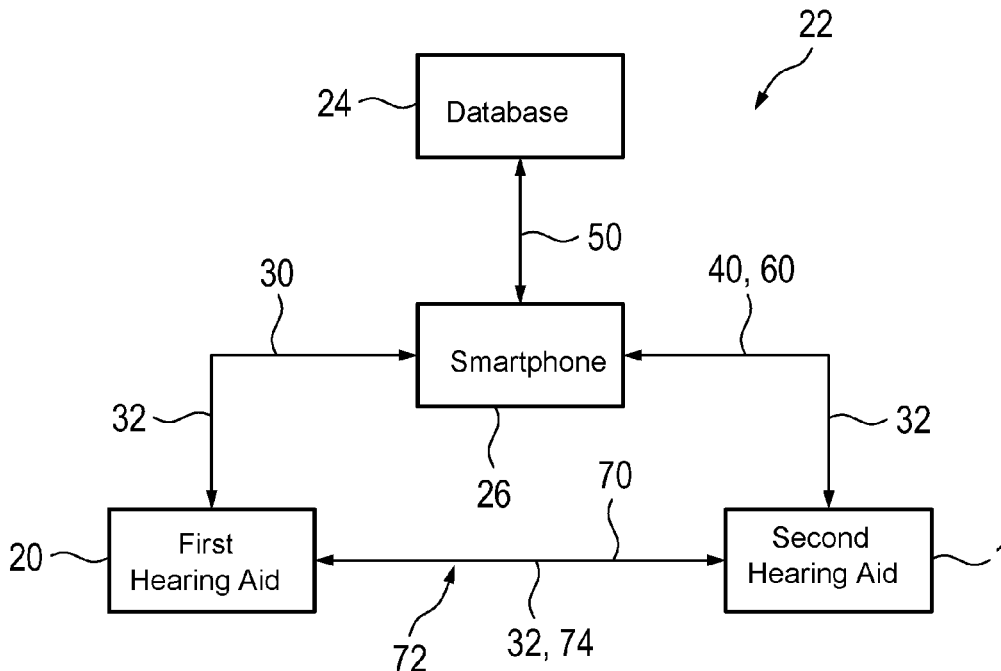 22
24
Database
50
30
40, 60
Smartphone
32
32
26
70
20
First
Hearing Aid
Second
Hearing Aid
72
32, 74